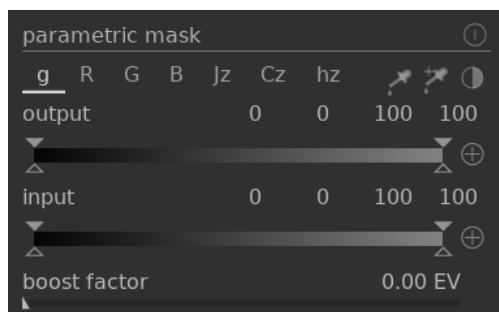 parametric mask
g R G B Jz Cz hz
output 0 0 100 100
input 0 0 100 100
boost factor 0.00 EV